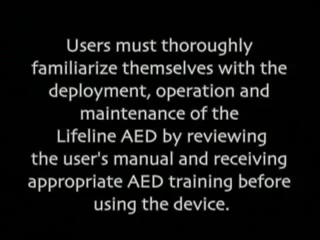 Users must thoroughly
familiarize themselves with the
deployment, operation and
maintenance of the
Lifeline AED by reviewing
the user's manual and receiving
appropriate AED training before
using the device.